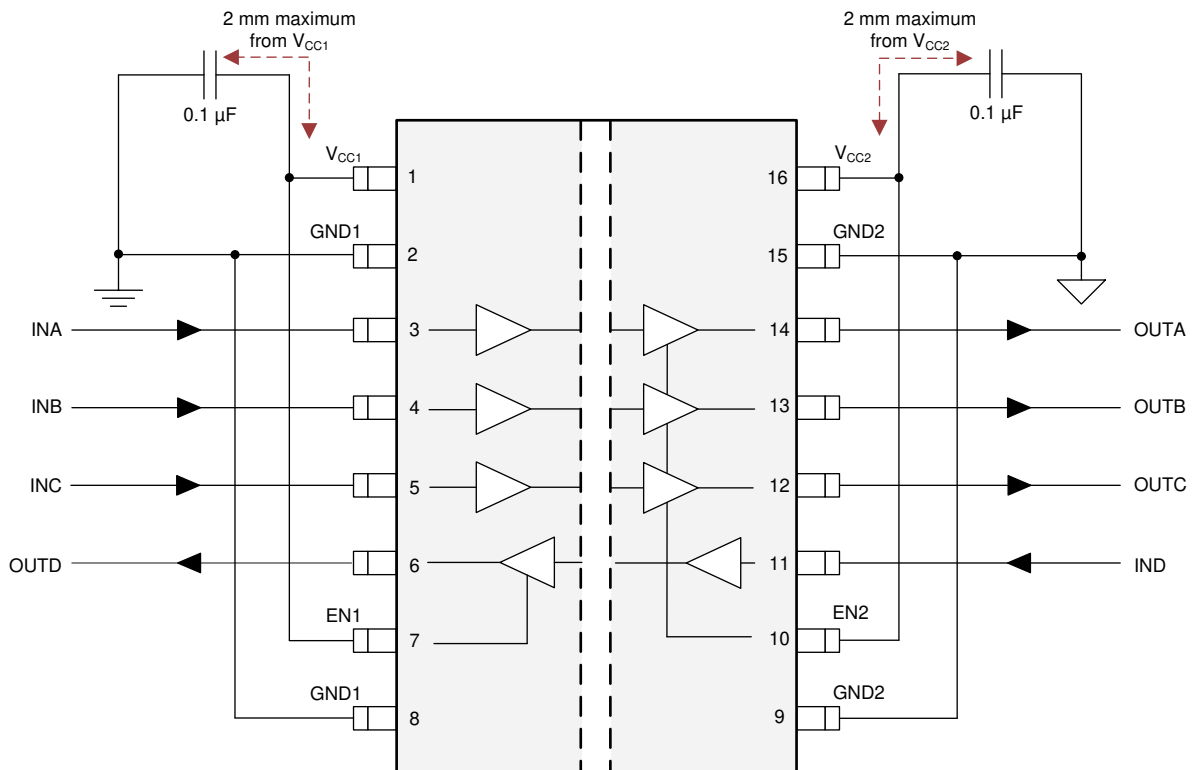 2 mm maximum
from VCC1
2 mm maximum
from VCC2
0.1 µF
0.1 µF
VCC1
1
16
VCC2
GND1
2
15
GND2
INA
3
14
OUTA
INB
4
13
OUTB
INC
5
12
OUTC
OUTD
6
11
IND
EN1
7
10
EN2
GND1
8
9
GND2